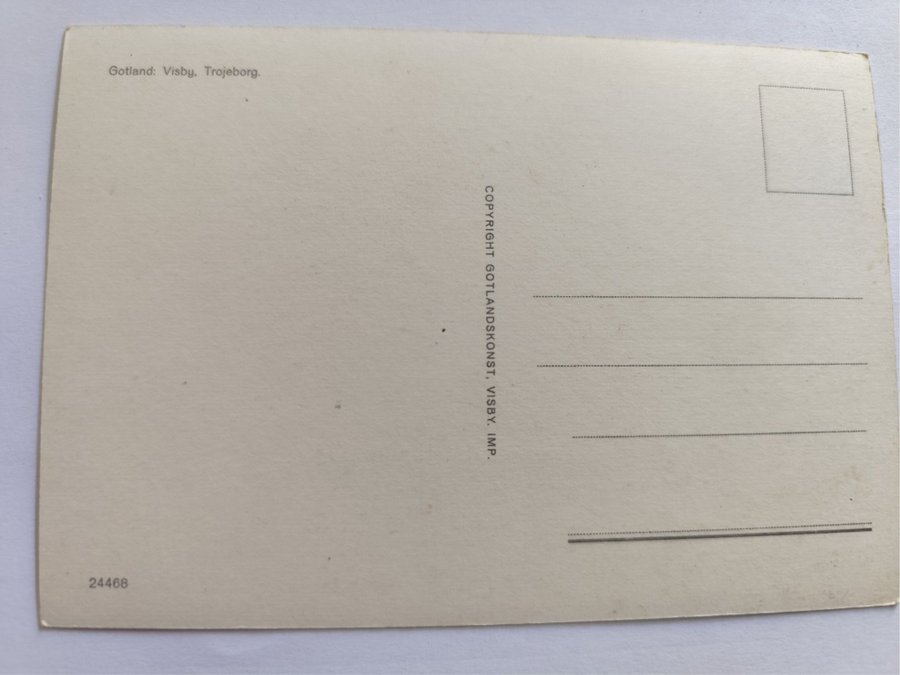 Gotland: Visby, Trojeborg.
COPYRIGHT GOTLANDSKONST, VISBY. IMP.
24468